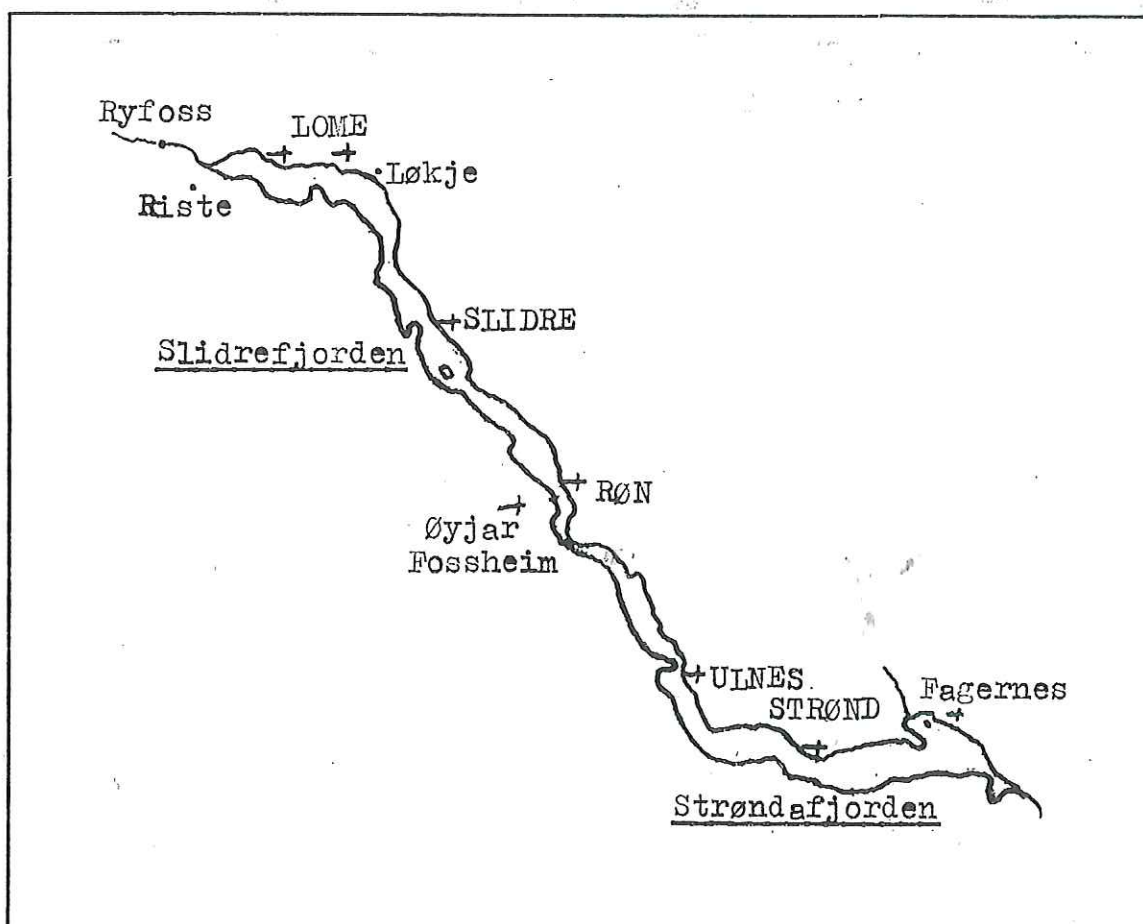 Ryfoss
LOME
Løkje
Riste
SLIDRE
Slidrefjorden
RØN
Øyjar
Fossheim
ULNES
STRØND
Fagernes
Strøndafjorden